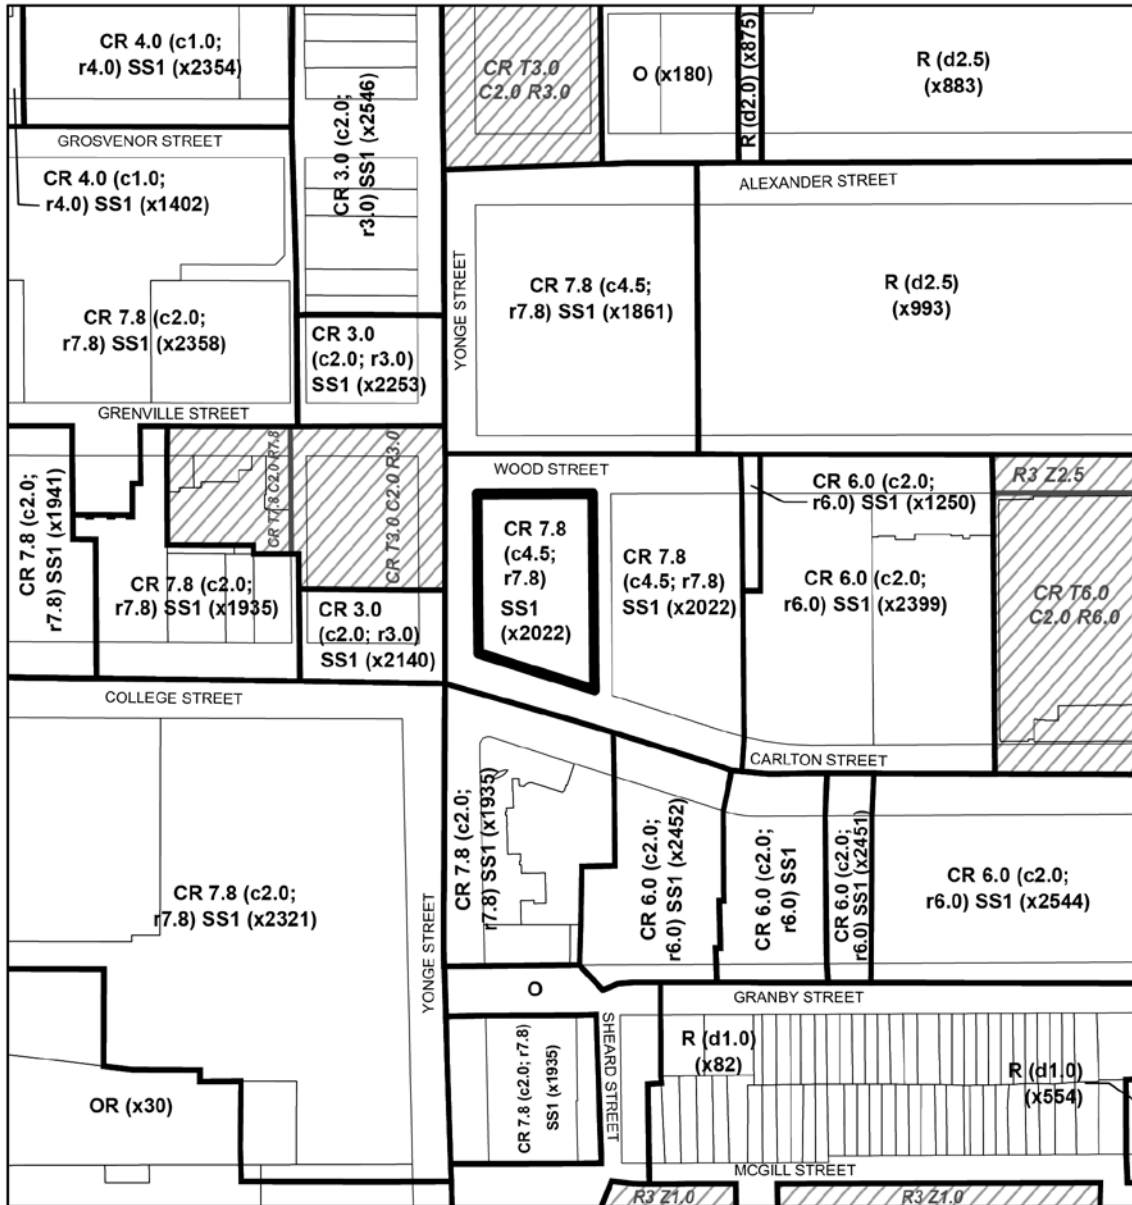 CR 4.0 (c1.0;
r4.0) SS1 (x2354)
CR 3.0 (c2.0;
r3.0) SS1 (x2546)
CR T3.0
C2.0 R3.0
O (x180)
R (d2.0) (x875)
R (d2.5)
(x883)
GROSVENOR STREET
ALEXANDER STREET
CR 4.0 (c1.0;
r4.0) SS1 (x1402)
CR 7.8 (c2.0;
r7.8) SS1 (x2358)
CR 3.0
(c2.0; r3.0)
SS1 (x2253)
YONGE STREET
CR 7.8 (c4.5;
r7.8) SS1 (x1861)
R (d2.5)
(x993)
GRENVILLE STREET
WOOD STREET
CR 7.8 (c2.0;
r7.8) SS1 (x1941)
CR T7.8 C2.0 R7.8
CR T3.0 C2.0 R3.0
CR 7.8 (c2.0;
r7.8) SS1 (x1935)
CR 3.0
(c2.0; r3.0)
SS1 (x2140)
CR 7.8
(c4.5;
r7.8)
SS1
(x2022)
CR 7.8
(c4.5; r7.8)
SS1 (x2022)
CR 6.0 (c2.0;
r6.0) SS1 (x1250)
CR 6.0 (c2.0;
r6.0) SS1 (x2399)
R3 Z2.5
CR T6.0
C2.0 R6.0
COLLEGE STREET
CARLTON STREET
CR 7.8 (c2.0;
r7.8) SS1 (x2321)
YONGE STREET
CR 7.8 (c2.0;
r7.8) SS1 (x1935)
CR 6.0 (c2.0;
r6.0) SS1 (x2452)
CR 6.0 (c2.0;
r6.0) SS1
CR 6.0 (c2.0;
r6.0) SS1 (x2451)
CR 6.0 (c2.0;
r6.0) SS1 (x2544)
O
GRANBY STREET
CR 7.8 (c2.0; r7.8)
SS1 (x1935)
SHEARD STREET
R (d1.0)
(x82)
R (d1.0)
(x554)
OR (x30)
MCGILL STREET
R3 Z1.0
R3 Z1.0